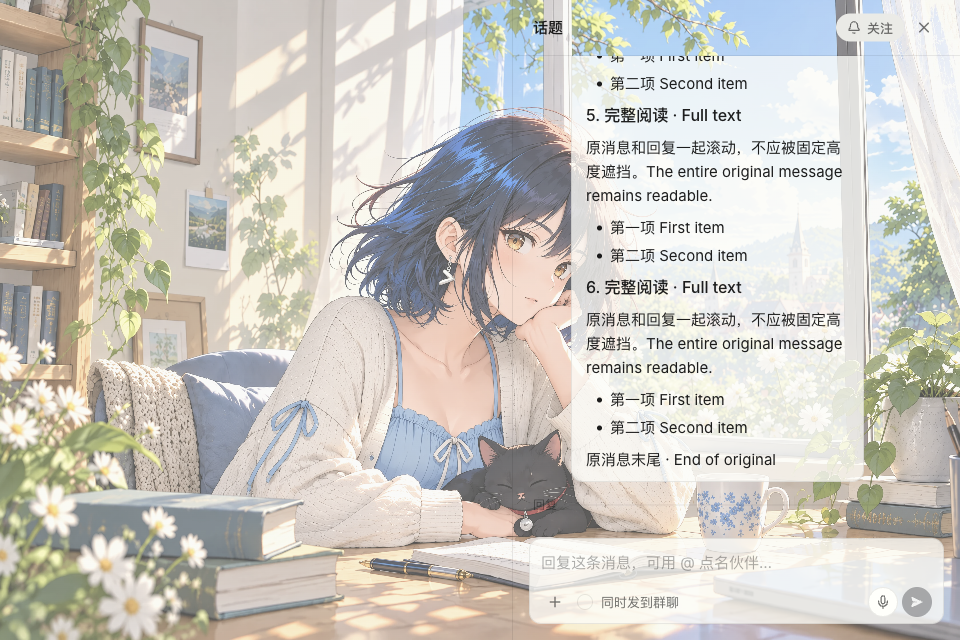 话题
关注
第一项 First item
第二项 Second item
5. 完整阅读 · Full text
原消息和回复一起滚动，不应被固定高
度遮挡。The entire original message
remains readable.
第一项 First item
第二项 Second item
6. 完整阅读 · Full text
原消息和回复一起滚动，不应被固定高
度遮挡。The entire original message
remains readable.
第一项 First item
第二项 Second item
原消息末尾 · End of original
回复这条消息，可用 @ 点名伙伴...
同时发到群聊